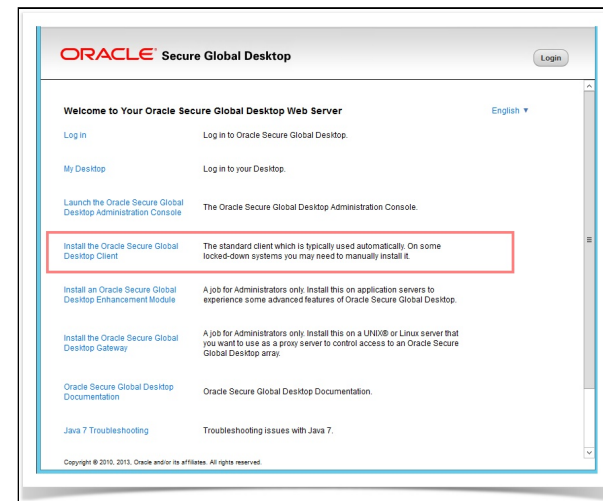 ORACLE Secure Global Desktop
Login
Welcome to Your Oracle Secure Global Desktop Web Server
English ▼
Log in
Log in to Oracle Secure Global Desktop.
My Desktop
Log in to your Desktop.
Launch the Oracle Secure Global
Desktop Administration Console
The Oracle Secure Global Desktop Administration Console.
Install the Oracle Secure Global
Desktop Client
The standard client which is typically used automatically. On some
locked-down systems you may need to manually install it.
Install an Oracle Secure Global
Desktop Enhancement Module
A job for Administrators only. Install this on application servers to
experience some advanced features of Oracle Secure Global Desktop.
Install the Oracle Secure Global
Desktop Gateway
A job for Administrators only. Install this on a UNIX® or Linux server that
you want to use as a proxy server to control access to an Oracle Secure
Global Desktop array.
Oracle Secure Global Desktop
Documentation
Oracle Secure Global Desktop Documentation.
Java 7 Troubleshooting
Troubleshooting issues with Java 7.
Copyright © 2010, 2013, Oracle and/or its affiliates. All rights reserved.